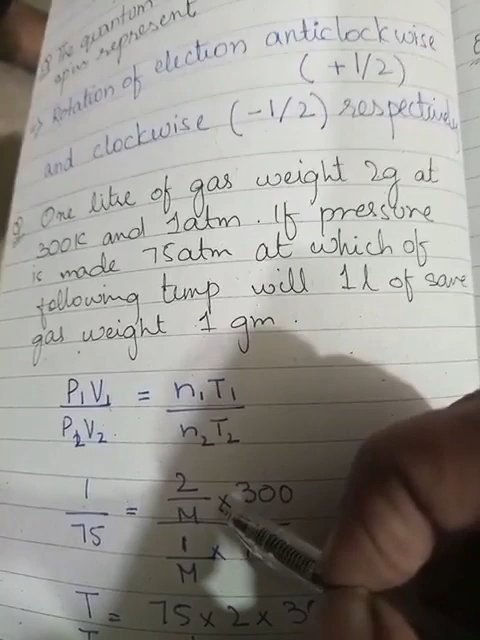 Q The quantum
spins represent
⇒ Rotation of electron anticlockwise
(+1/2)
and clockwise (-1/2) respectively
Q. One litre of gas weight 2g at
300K and 1atm. If pressure
is made 75atm at which of
following temp will 1l of same
gas weight 1 gm.
P₁V₁ = n₁T₁
P₂V₂ n₂T₂
1 = 2/M × 300
75 1/M ×
T = 75 × 2 × 3